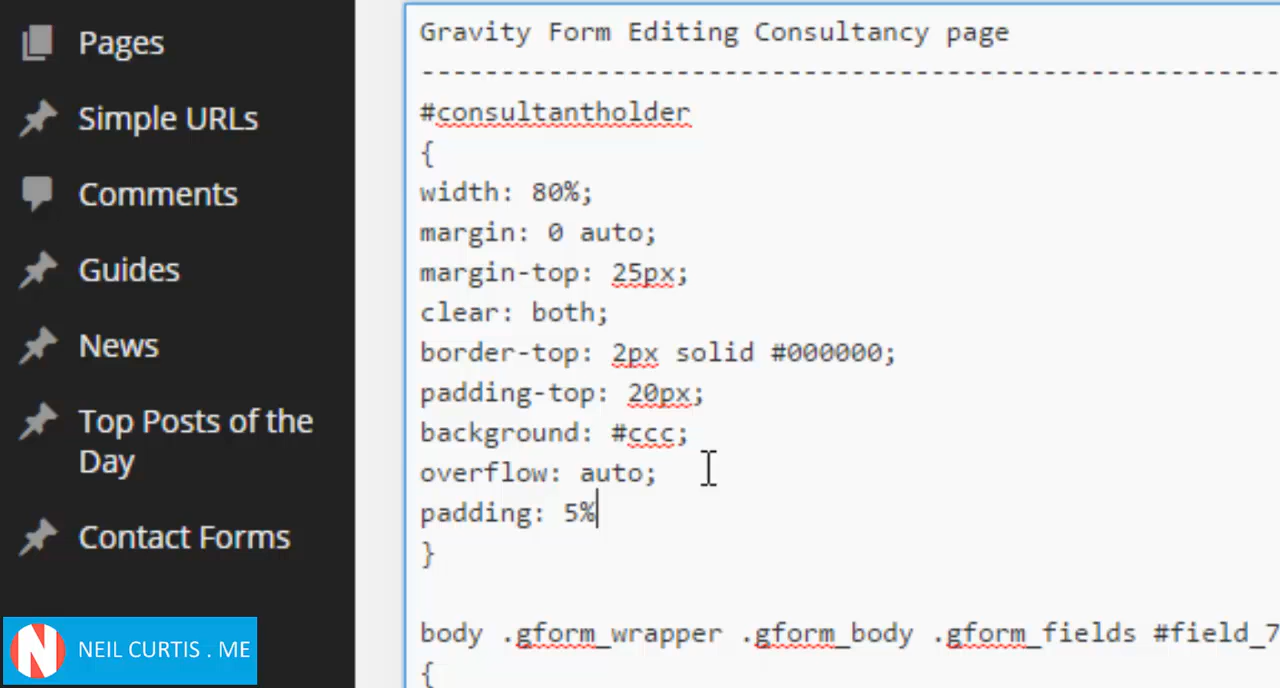 Pages
Simple URLs
Comments
Guides
News
Top Posts of the
Day
Contact Forms
NEIL CURTIS . ME
Gravity Form Editing Consultancy page
---------------------------------------------------------
#consultantholder
{
width: 80%;
margin: 0 auto;
margin-top: 25px;
clear: both;
border-top: 2px solid #000000;
padding-top: 20px;
background: #ccc;
overflow: auto;
padding: 5%
}
body .gform_wrapper .gform_body .gform_fields #field_7
{